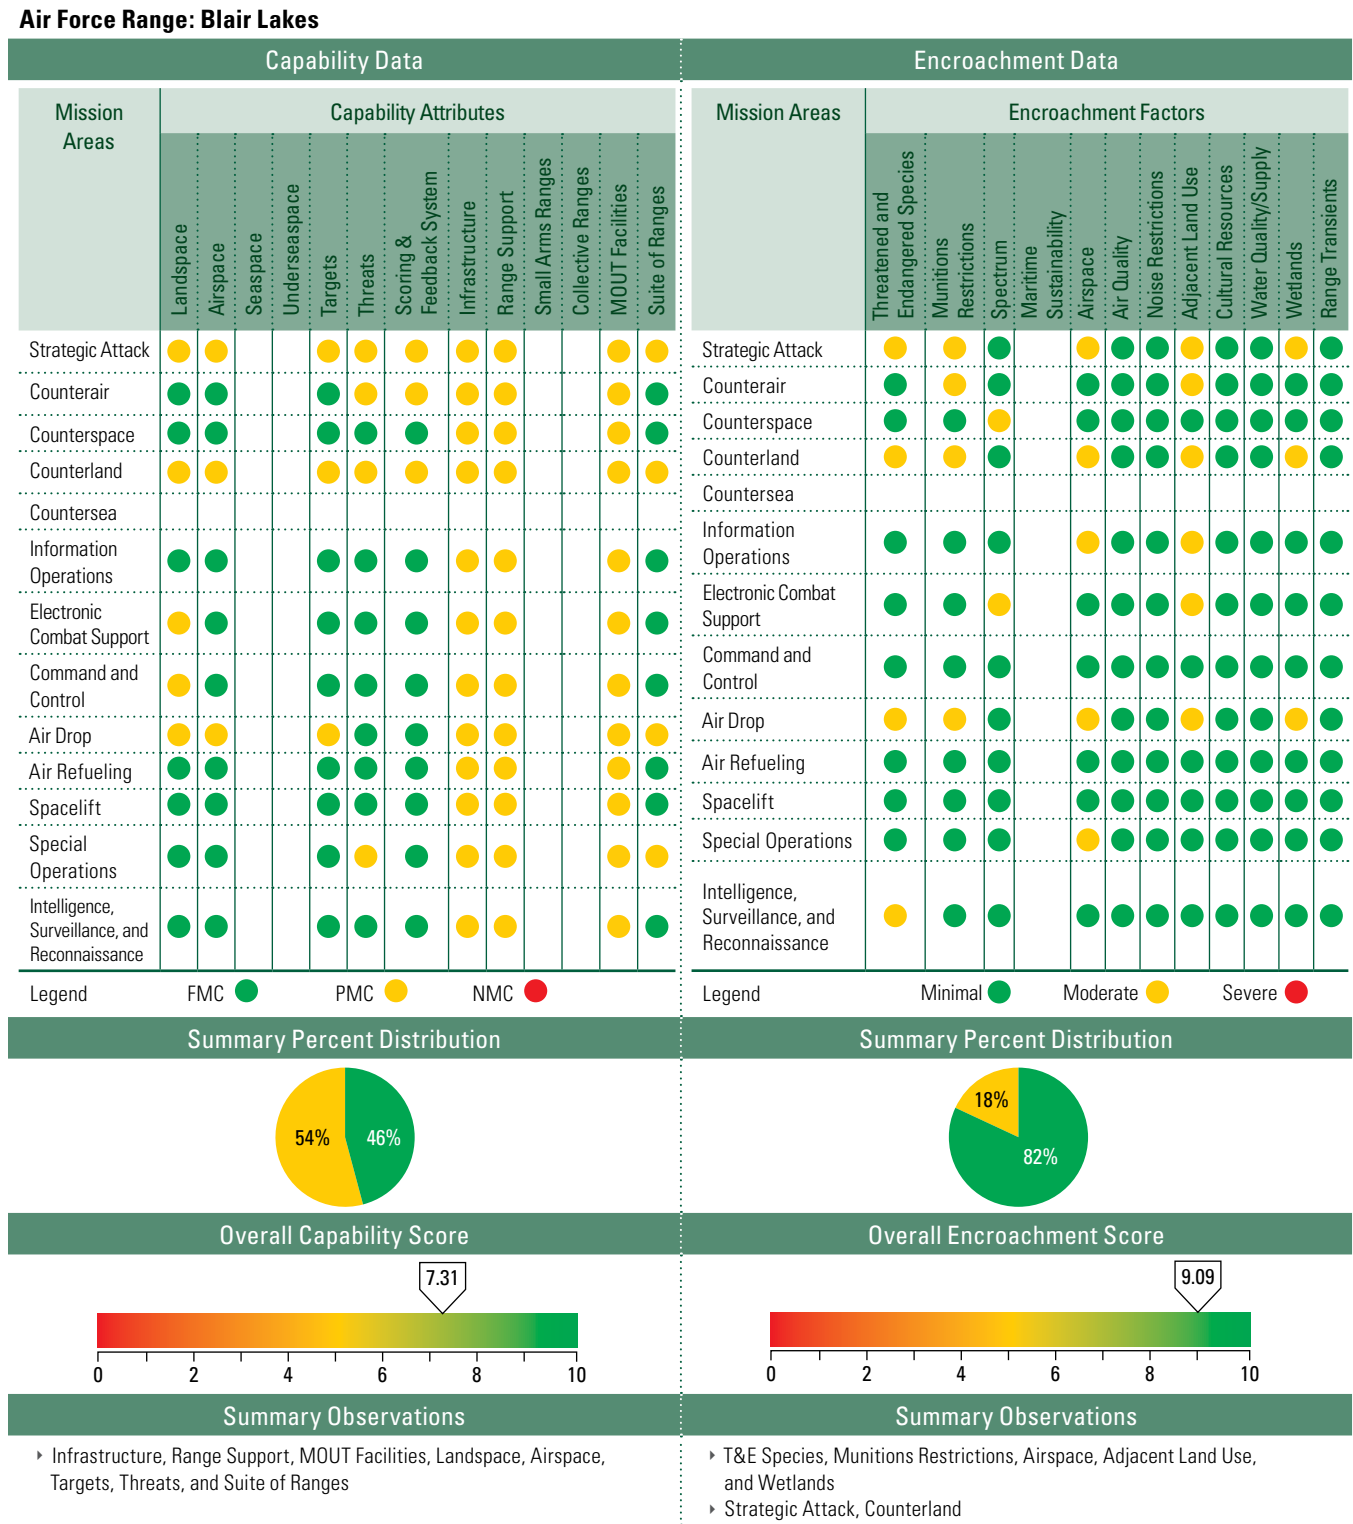 Air Force Range: Blair Lakes
Capability Data
Mission
Areas
Capability Attributes
Landspace
Airspace
Seaspace
Underseaspace
Targets
Threats
Scoring &
Feedback System
Infrastructure
Range Support
Small Arms Ranges
Collective Ranges
MOUT Facilities
Suite of Ranges
Strategic Attack
Counterair
Counterspace
Counterland
Countersea
Information
Operations
Electronic
Combat Support
Command and
Control
Air Drop
Air Refueling
Spacelift
Special
Operations
Intelligence,
Surveillance, and
Reconnaissance
Legend FMC PMC NMC
Summary Percent Distribution
54% 46%
Overall Capability Score
7.31
0 2 4 6 8 10
Summary Observations
‣ Infrastructure, Range Support, MOUT Facilities, Landspace, Airspace,
Targets, Threats, and Suite of Ranges
Encroachment Data
Mission Areas
Encroachment Factors
Threatened and
Endangered Species
Munitions
Restrictions
Spectrum
Maritime
Sustainability
Airspace
Air Quality
Noise Restrictions
Adjacent Land Use
Cultural Resources
Water Quality/Supply
Wetlands
Range Transients
Strategic Attack
Counterair
Counterspace
Counterland
Countersea
Information
Operations
Electronic Combat
Support
Command and
Control
Air Drop
Air Refueling
Spacelift
Special Operations
Intelligence,
Surveillance, and
Reconnaissance
Legend Minimal Moderate Severe
Summary Percent Distribution
18%
82%
Overall Encroachment Score
9.09
0 2 4 6 8 10
Summary Observations
‣ T&E Species, Munitions Restrictions, Airspace, Adjacent Land Use,
and Wetlands
‣ Strategic Attack, Counterland